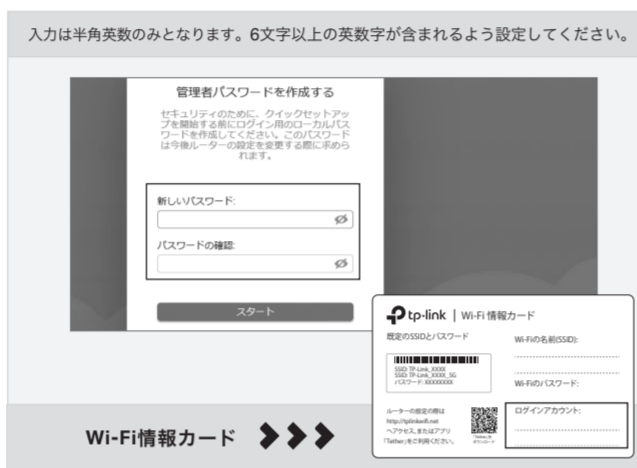 入力は半角英数のみとなります。6文字以上の英数字が含まれるよう設定してください。
管理者パスワードを作成する
セキュリティのために、クイックセットアッ
プを開始する前にログイン用のローカルパス
ワードを作成してください。このパスワード
は今後ルーターの設定を変更する際に求めら
れます。
新しいパスワード:
パスワードの確認:
スタート
tp-link | Wi-Fi 情報カード
既定のSSIDとパスワード
SSID: TP-Link_XXXX
SSID: TP-Link_XXXX_5G
パスワード: XXXXXXXX
ルーターの設定の際は
http://tplinkwifi.net
へアクセス、またはアプリ
「Tether」をご利用ください。
「Tether」を
ダウンロード
Wi-Fiの名前(SSID):
Wi-Fiのパスワード:
ログインアカウント:
Wi-Fi情報カード